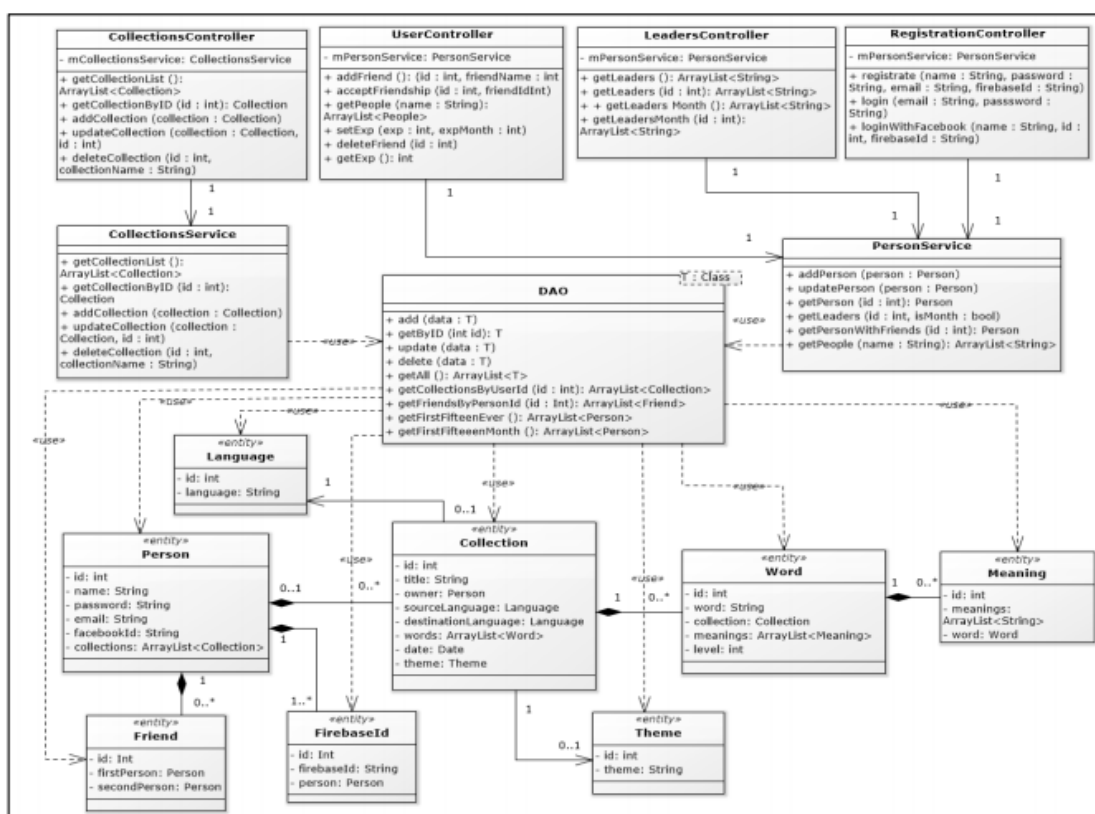 CollectionsController
- mCollectionsService: CollectionsService
+ getCollectionList ():
ArrayList<Collection>
+ getCollectionByID (id : int): Collection
+ addCollection (collection : Collection)
+ updateCollection (collection : Collection,
id : int)
+ deleteCollection (id : int,
collectionName : String)
UserController
- mPersonService: PersonService
+ addFriend (): (id : int, friendName : int
+ acceptFriendship (id : int, friendIdInt)
+ getPeople (name : String):
ArrayList<People>
+ setExp (exp : int, expMonth : int)
+ deleteFriend (id : int)
+ getExp (): int
LeadersController
- mPersonService: PersonService
+ getLeaders (): ArrayList<String>
+ getLeaders (id : int): ArrayList<String>
+ + getLeaders Month (): ArrayList<String>
+ getLeadersMonth (id : int):
ArrayList<String>
RegistrationController
- mPersonService: PersonService
+ registrate (name : String, password :
String, email : String, firebaseId : String)
+ login (email : String, passsword :
String)
+ loginWithFacebook (name : String, id :
int, firebaseId : String)
1
1
1
1
1
1
1
1
CollectionsService
+ getCollectionList ():
ArrayList<Collection>
+ getCollectionByID (id : int):
Collection
+ addCollection (collection : Collection)
+ updateCollection (collection :
Collection, id : int)
+ deleteCollection (id : int,
collectionName : String)
PersonService
+ addPerson (person : Person)
+ updatePerson (person : Person)
+ getPerson (id : int): Person
+ getLeaders (id : int, isMonth : bool)
+ getPersonWithFriends (id : int): Person
+ getPeople (name : String): ArrayList<String>
T : Class
DAO
+ add (data : T)
+ getByID (int id): T
+ update (data : T)
+ delete (data : T)
+ getAll (): ArrayList<T>
+ getCollectionsByUserId (id : int): ArrayList<Collection>
+ getFriendsByPersonId (id : Int): ArrayList<Friend>
+ getFirstFifteenEver (): ArrayList<Person>
+ getFirstFifteeenMonth (): ArrayList<Person>
«use»
«use»
«use»
«use»
«use»
«use»
«use»
«use»
«use»
«use»
«entity»
Language
- id: int
- language: String
1
0..1
«entity»
Person
- id: int
- name: String
- password: String
- email: String
- facebookId: String
- collections: ArrayList<Collection>
0..1
0..*
1
1..*
1
0..*
«entity»
Collection
- id: int
- title: String
- owner: Person
- sourceLanguage: Language
- destinationLanguage: Language
- words: ArrayList<Word>
- date: Date
- theme: Theme
1
0..*
«entity»
Word
- id: int
- word: String
- collection: Collection
- meanings: ArrayList<Meaning>
- level: int
1
0..*
«entity»
Meaning
- id: int
- meanings:
ArrayList<String>
- word: Word
«entity»
Friend
- id: Int
- firstPerson: Person
- secondPerson: Person
«entity»
FirebaseId
- id: Int
- firebaseId: String
- person: Person
1
0..1
«entity»
Theme
- id: int
- theme: String